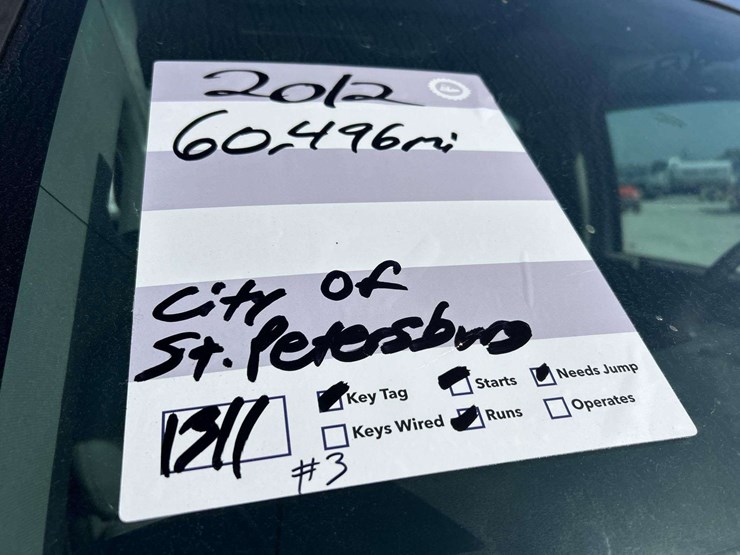 2012
60,496mi
City of
St. Petersburg
1311
Key Tag
Starts
Needs Jump
Keys Wired
Runs
Operates
#3